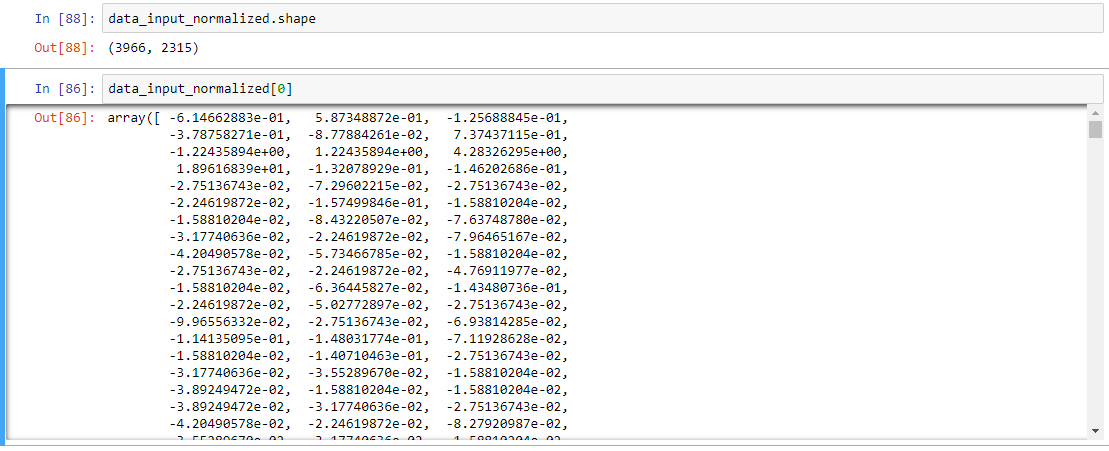 In [88]: data_input_normalized.shape
Out[88]: (3966, 2315)
In [86]: data_input_normalized[0]
Out[86]: array([ -6.14662883e-01, 5.87348872e-01, -1.25688845e-01,
-3.78758271e-01, -8.77884261e-02, 7.37437115e-01,
-1.22435894e+00, 1.22435894e+00, 4.28326295e+00,
1.89616839e+01, -1.32078929e-01, -1.46202686e-01,
-2.75136743e-02, -7.29602215e-02, -2.75136743e-02,
-2.24619872e-02, -1.57499846e-01, -1.58810204e-02,
-1.58810204e-02, -8.43220507e-02, -7.63748780e-02,
-3.17740636e-02, -2.24619872e-02, -7.96465167e-02,
-4.20490578e-02, -5.73466785e-02, -1.58810204e-02,
-2.75136743e-02, -2.24619872e-02, -4.76911977e-02,
-1.58810204e-02, -6.36445827e-02, -1.43480736e-01,
-2.24619872e-02, -5.02772897e-02, -2.75136743e-02,
-9.96556332e-02, -2.75136743e-02, -6.93814285e-02,
-1.14135095e-01, -1.48031774e-01, -7.11928628e-02,
-1.58810204e-02, -1.40710463e-01, -2.75136743e-02,
-3.17740636e-02, -3.55289670e-02, -1.58810204e-02,
-3.89249472e-02, -1.58810204e-02, -1.58810204e-02,
-3.89249472e-02, -3.17740636e-02, -2.75136743e-02,
-4.20490578e-02, -2.24619872e-02, -8.27920987e-02,
-3.55289670e-02, -3.17740636e-02, -1.58810204e-02,